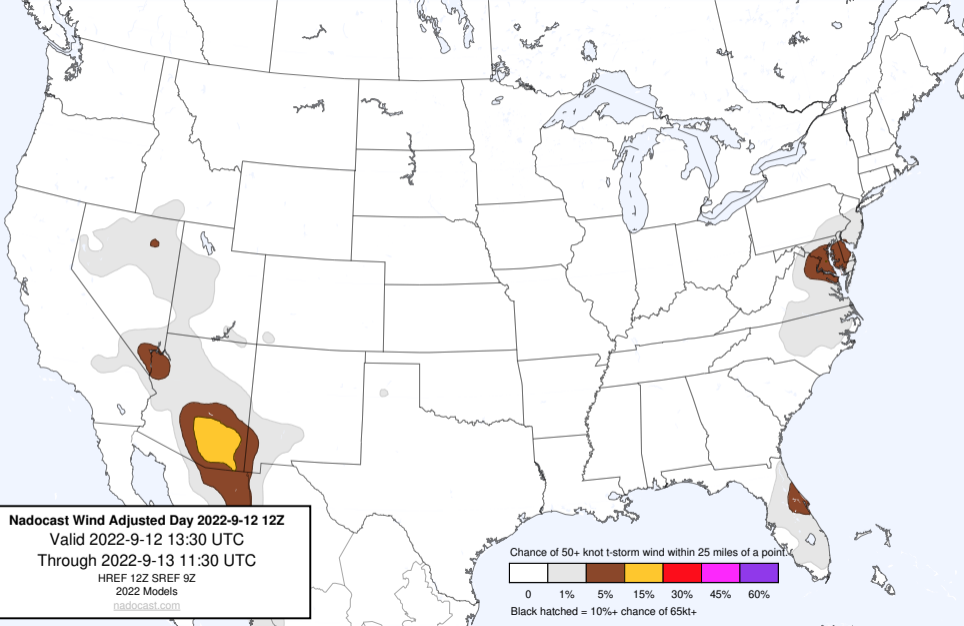 Nadocast Wind Adjusted Day 2022-9-12 12Z
Valid 2022-9-12 13:30 UTC
Through 2022-9-13 11:30 UTC
HREF 12Z SREF 9Z
2022 Models
nadocast.com
Chance of 50+ knot t-storm wind within 25 miles of a point.
0 1% 5% 15% 30% 45% 60%
Black hatched = 10%+ chance of 65kt+